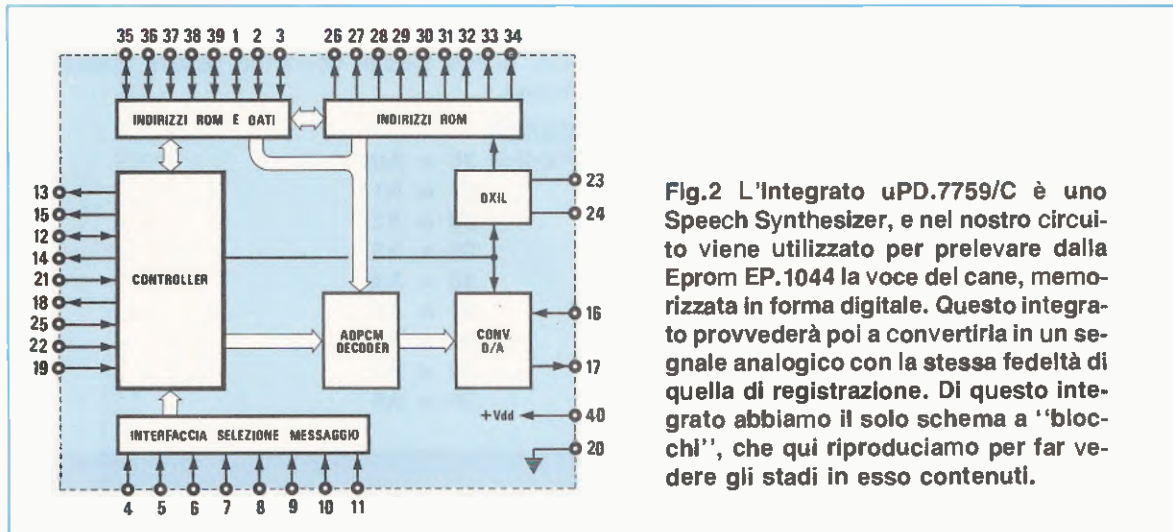 35 36 37 38 39 1 2 3 26 27 28 29 30 31 32 33 34
INDIRIZZI ROM E DATI
INDIRIZZI ROM
13
15
12
14
21
18
25
22
19
CONTROLLER
OXIL
23
24
ADPCM
DECODER
CONV.
D/A
16
17
+Vdd
40
20
INTERFACCIA SELEZIONE MESSAGGIO
4 5 6 7 8 9 10 11
Fig.2 L'Integrato uPD.7759/C è uno
Speech Synthesizer, e nel nostro circui-
to viene utilizzato per prelevare dalla
Eprom EP.1044 la voce del cane, memo-
rizzata in forma digitale. Questo integra-
to provvederà poi a convertirla in un se-
gnale analogico con la stessa fedeltà di
quella di registrazione. Di questo inte-
grato abbiamo il solo schema a "bloc-
chi", che qui riproduciamo per far ve-
dere gli stadi in esso contenuti.